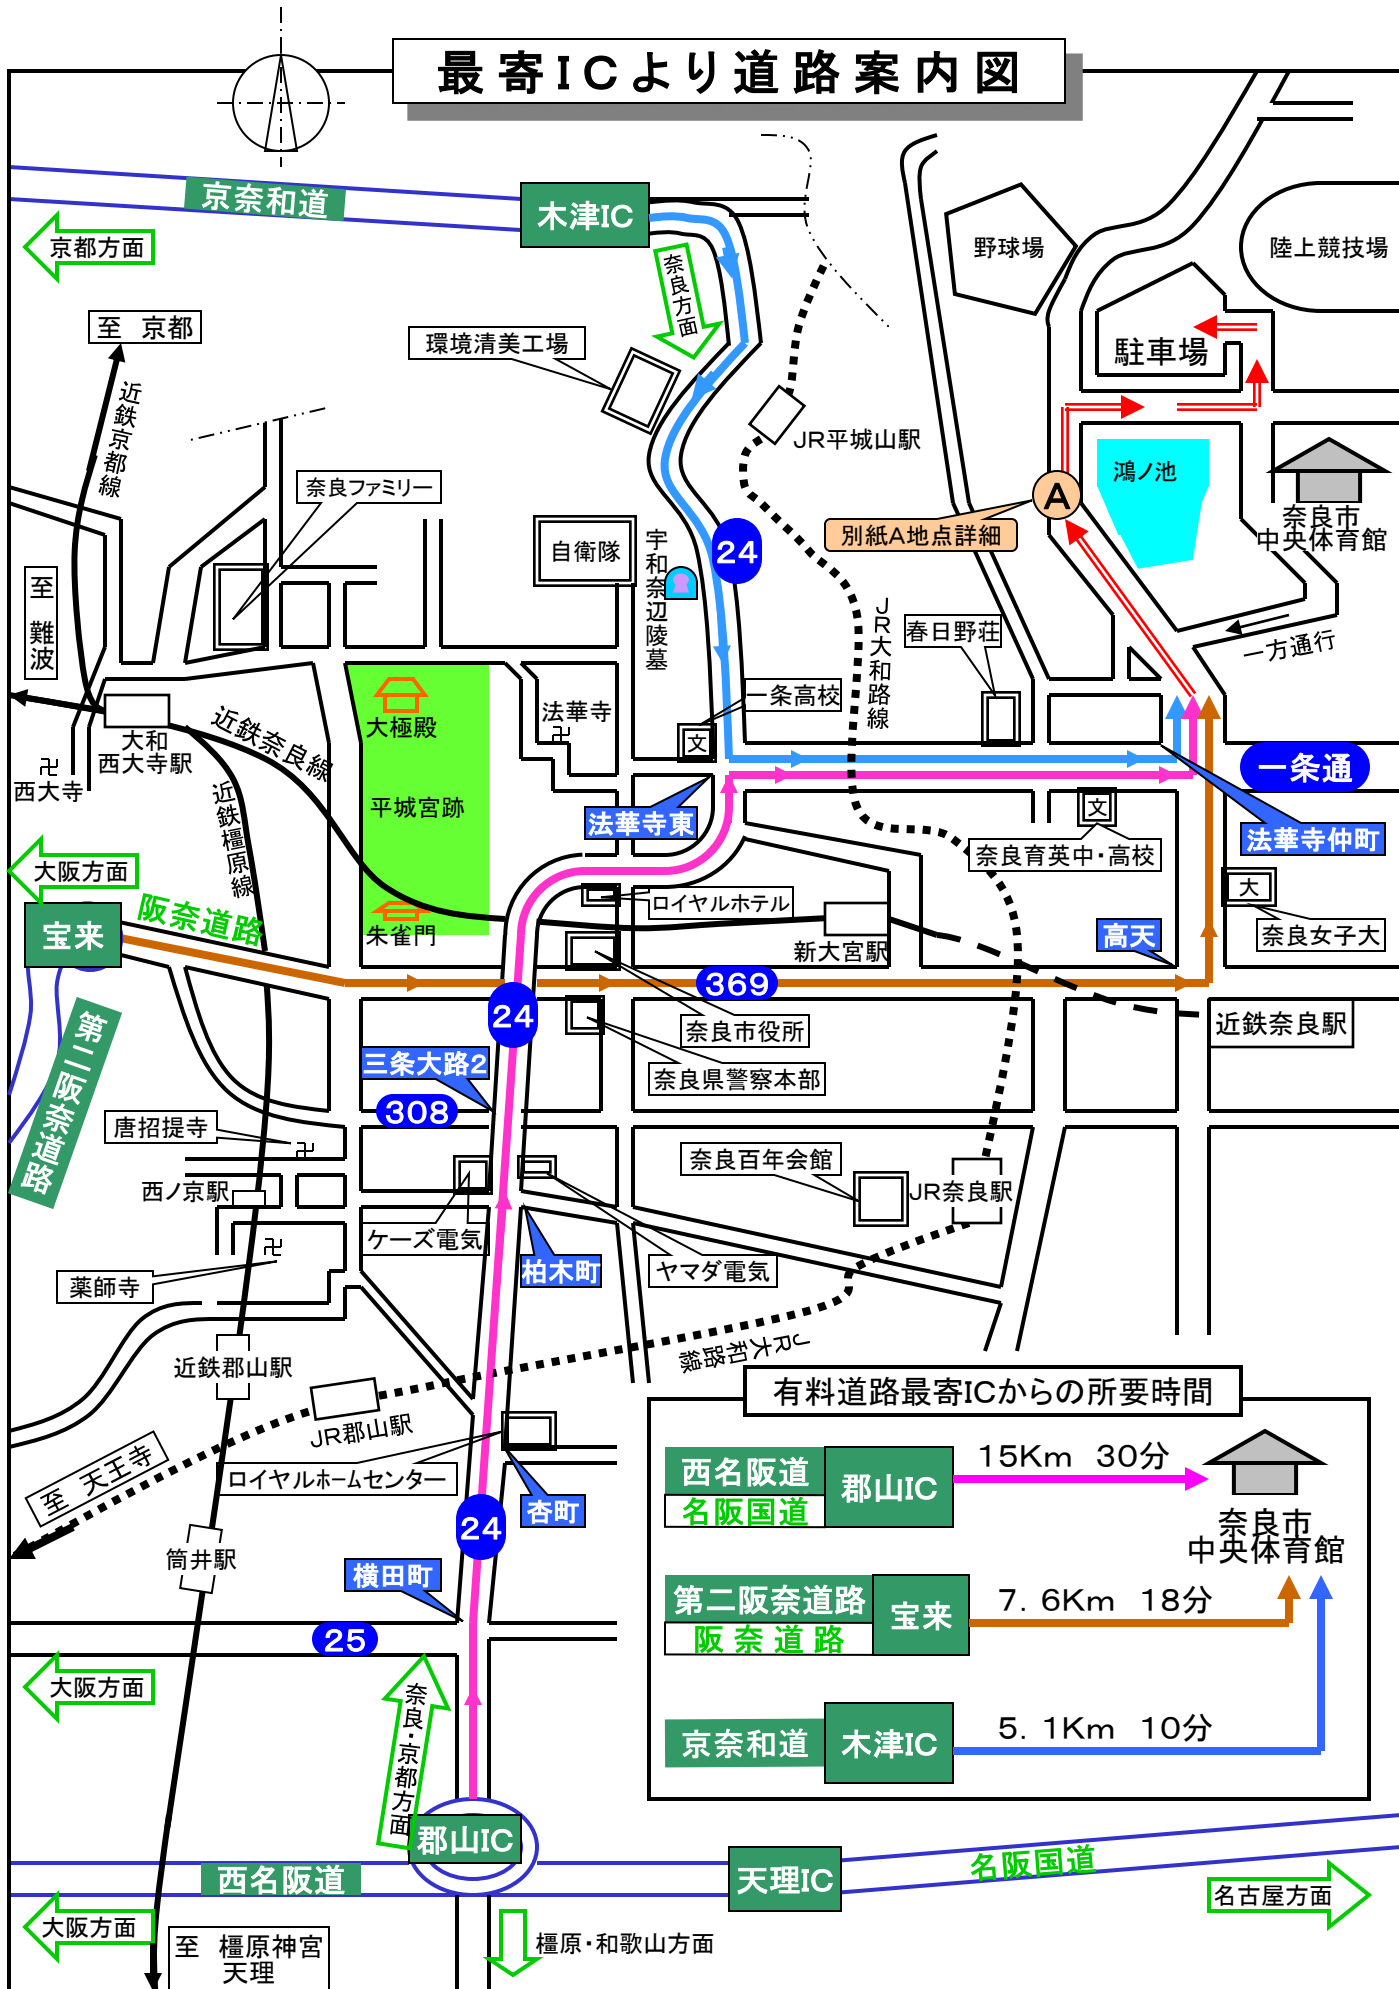 最寄ICより道路案内図
京奈和道
木津IC
京都方面
奈良方面
野球場
陸上競技場
至 京都
環境清美工場
駐車場
近鉄京都線
JR平城山駅
鴻ノ池
奈良ファミリー
A
別紙A地点詳細
奈良市
中央体育館
自衛隊
宇和奈辺陵墓
24
至 難波
JR大和路線
春日野荘
一方通行
大極殿
法華寺
一条高校
文
大和
西大寺駅
近鉄奈良線
西大寺
近鉄橿原線
平城宮跡
一条通
法華寺東
文
法華寺仲町
大阪方面
奈良育英中・高校
大
宝来
阪奈道路
朱雀門
ロイヤルホテル
新大宮駅
高天
奈良女子大
369
24
奈良市役所
近鉄奈良駅
第二阪奈道路
三条大路2
奈良県警察本部
308
唐招提寺
奈良百年会館
西ノ京駅
JR奈良駅
ケーズ電気
柏木町
ヤマダ電気
薬師寺
JR大和路線
近鉄郡山駅
JR郡山駅
至 天王寺
ロイヤルホームセンター
杏町
24
筒井駅
横田町
25
大阪方面
奈良・京都方面
郡山IC
西名阪道
天理IC
名阪国道
大阪方面
名古屋方面
至 橿原神宮
天理
橿原・和歌山方面
有料道路最寄ICからの所要時間
西名阪道
名阪国道
郡山IC
15Km 30分
奈良市
中央体育館
第二阪奈道路
阪奈道路
宝来
7.6Km 18分
京奈和道
木津IC
5.1Km 10分